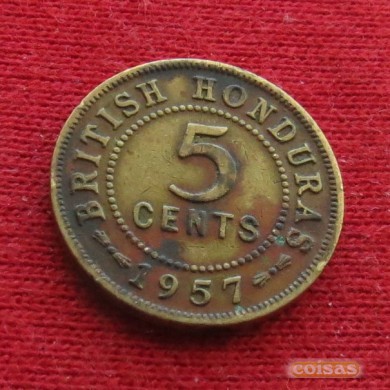 BRITISH HONDURAS
5
CENTS
1957
coisas